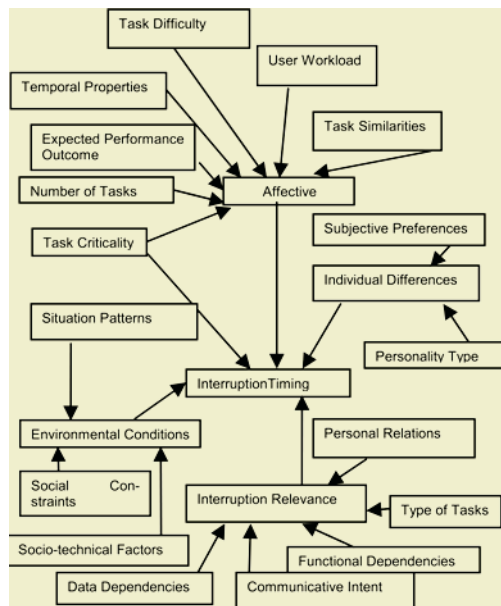 Task Difficulty
User Workload
Temporal Properties
Task Similarities
Expected Performance
Outcome
Number of Tasks
Affective
Subjective Preferences
Task Criticality
Individual Differences
Situation Patterns
Personality Type
InterruptionTiming
Environmental Conditions
Personal Relations
Social Con-
straints
Interruption Relevance
Type of Tasks
Socio-technical Factors
Functional Dependencies
Data Dependencies
Communicative Intent